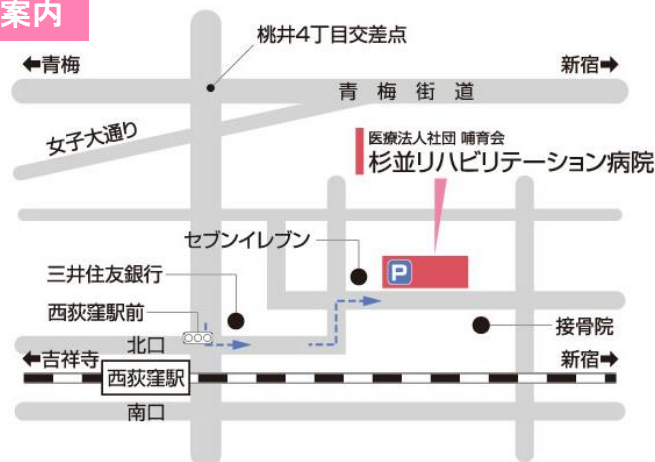 案内
桃井4丁目交差点
←青梅
新宿→
青梅街道
女子大通り
医療法人社団 哺育会
杉並リハビリテーション病院
セブンイレブン
P
三井住友銀行
西荻窪駅前
接骨院
北口
←吉祥寺
新宿→
西荻窪駅
南口